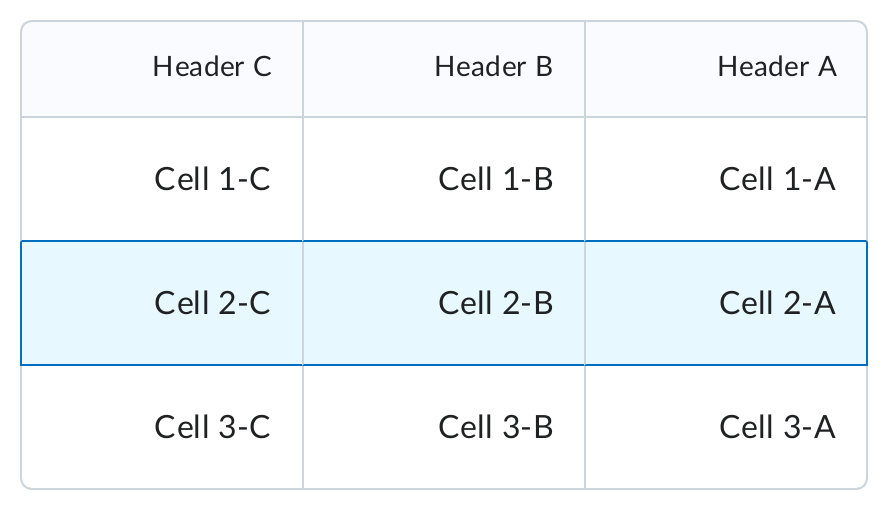 Header C Header B Header A
Cell 1-C Cell 1-B Cell 1-A
Cell 2-C Cell 2-B Cell 2-A
Cell 3-C Cell 3-B Cell 3-A